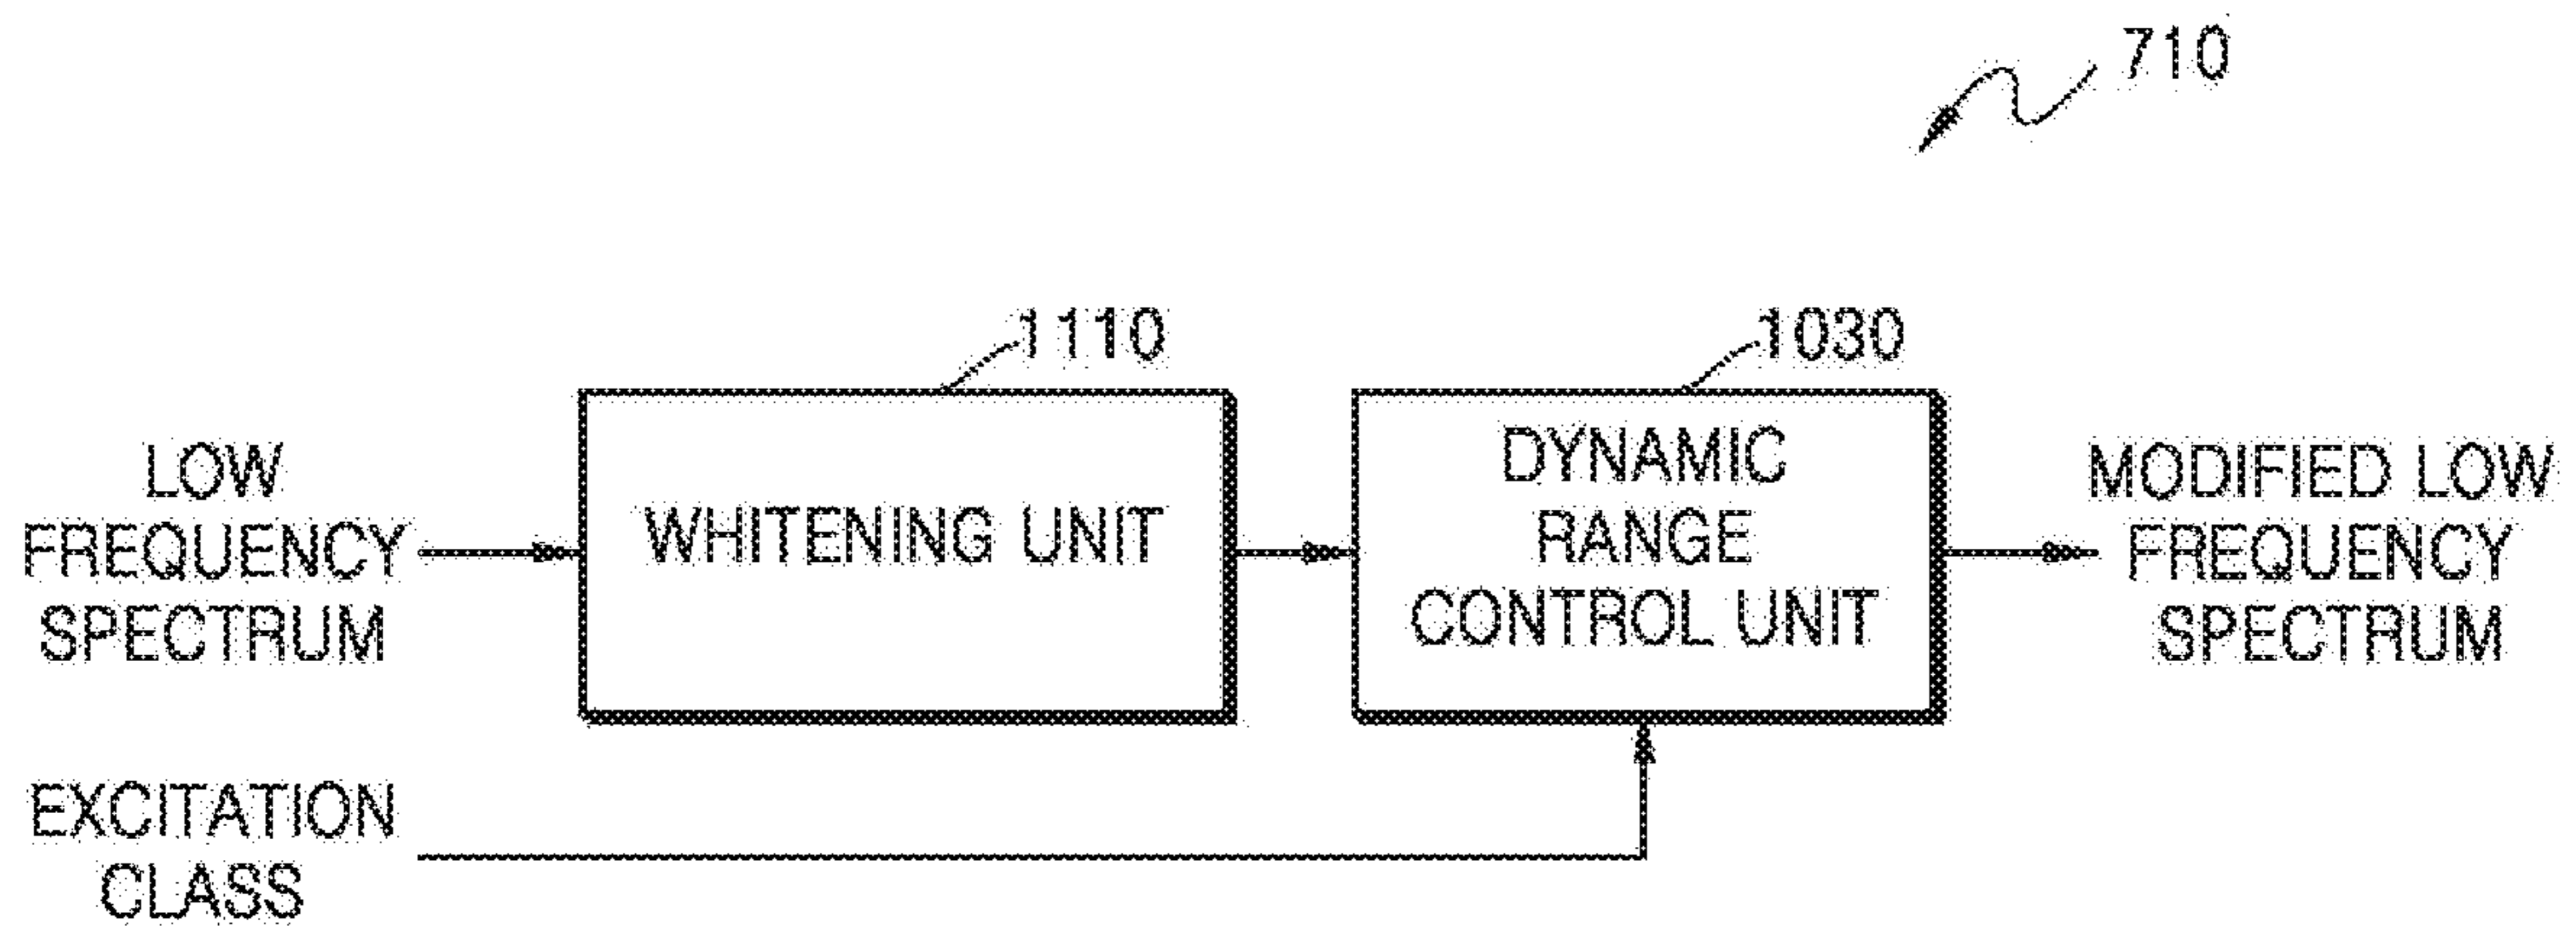 710
1110
1030
LOW
FREQUENCY
SPECTRUM
WHITENING UNIT
DYNAMIC
RANGE
CONTROL UNIT
MODIFIED LOW
FREQUENCY
SPECTRUM
EXCITATION
CLASS